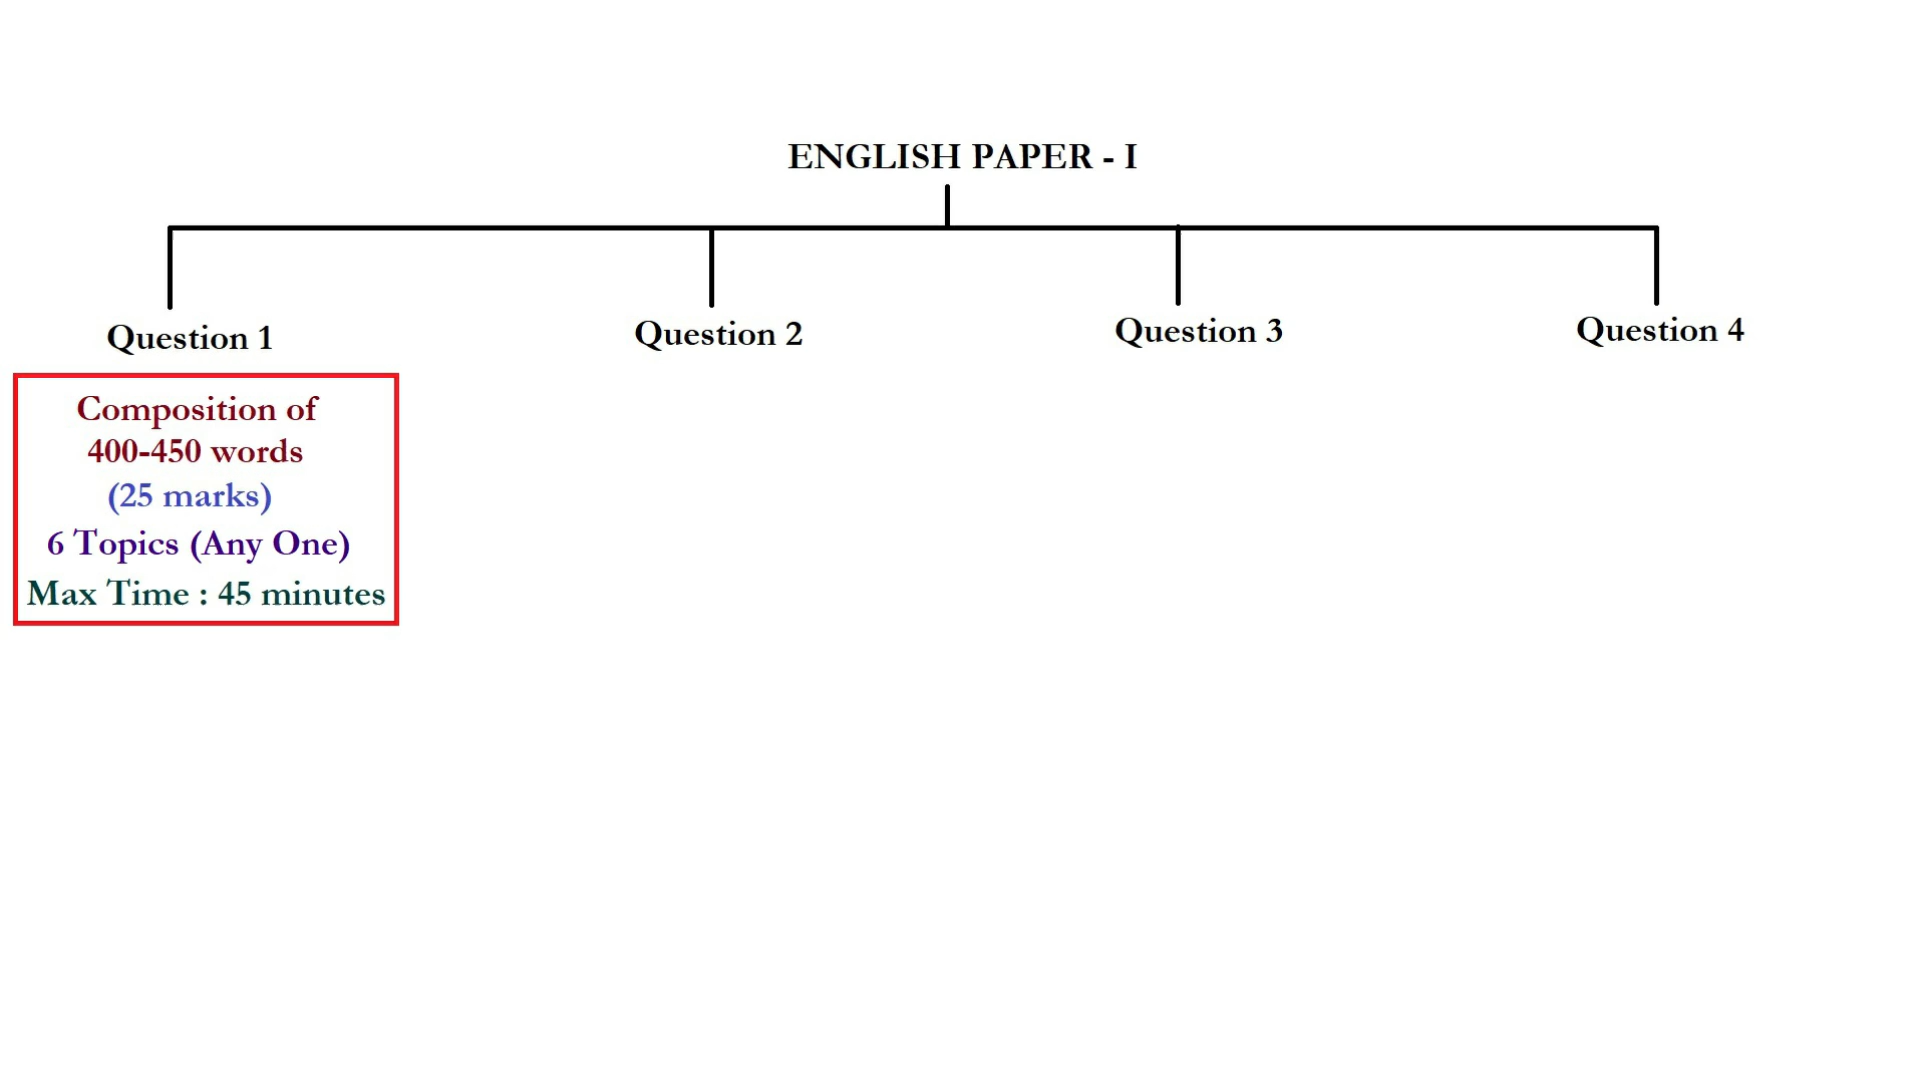 ENGLISH PAPER - I
Question 1
Question 2
Question 3
Question 4
Composition of
400-450 words
(25 marks)
6 Topics (Any One)
Max Time : 45 minutes